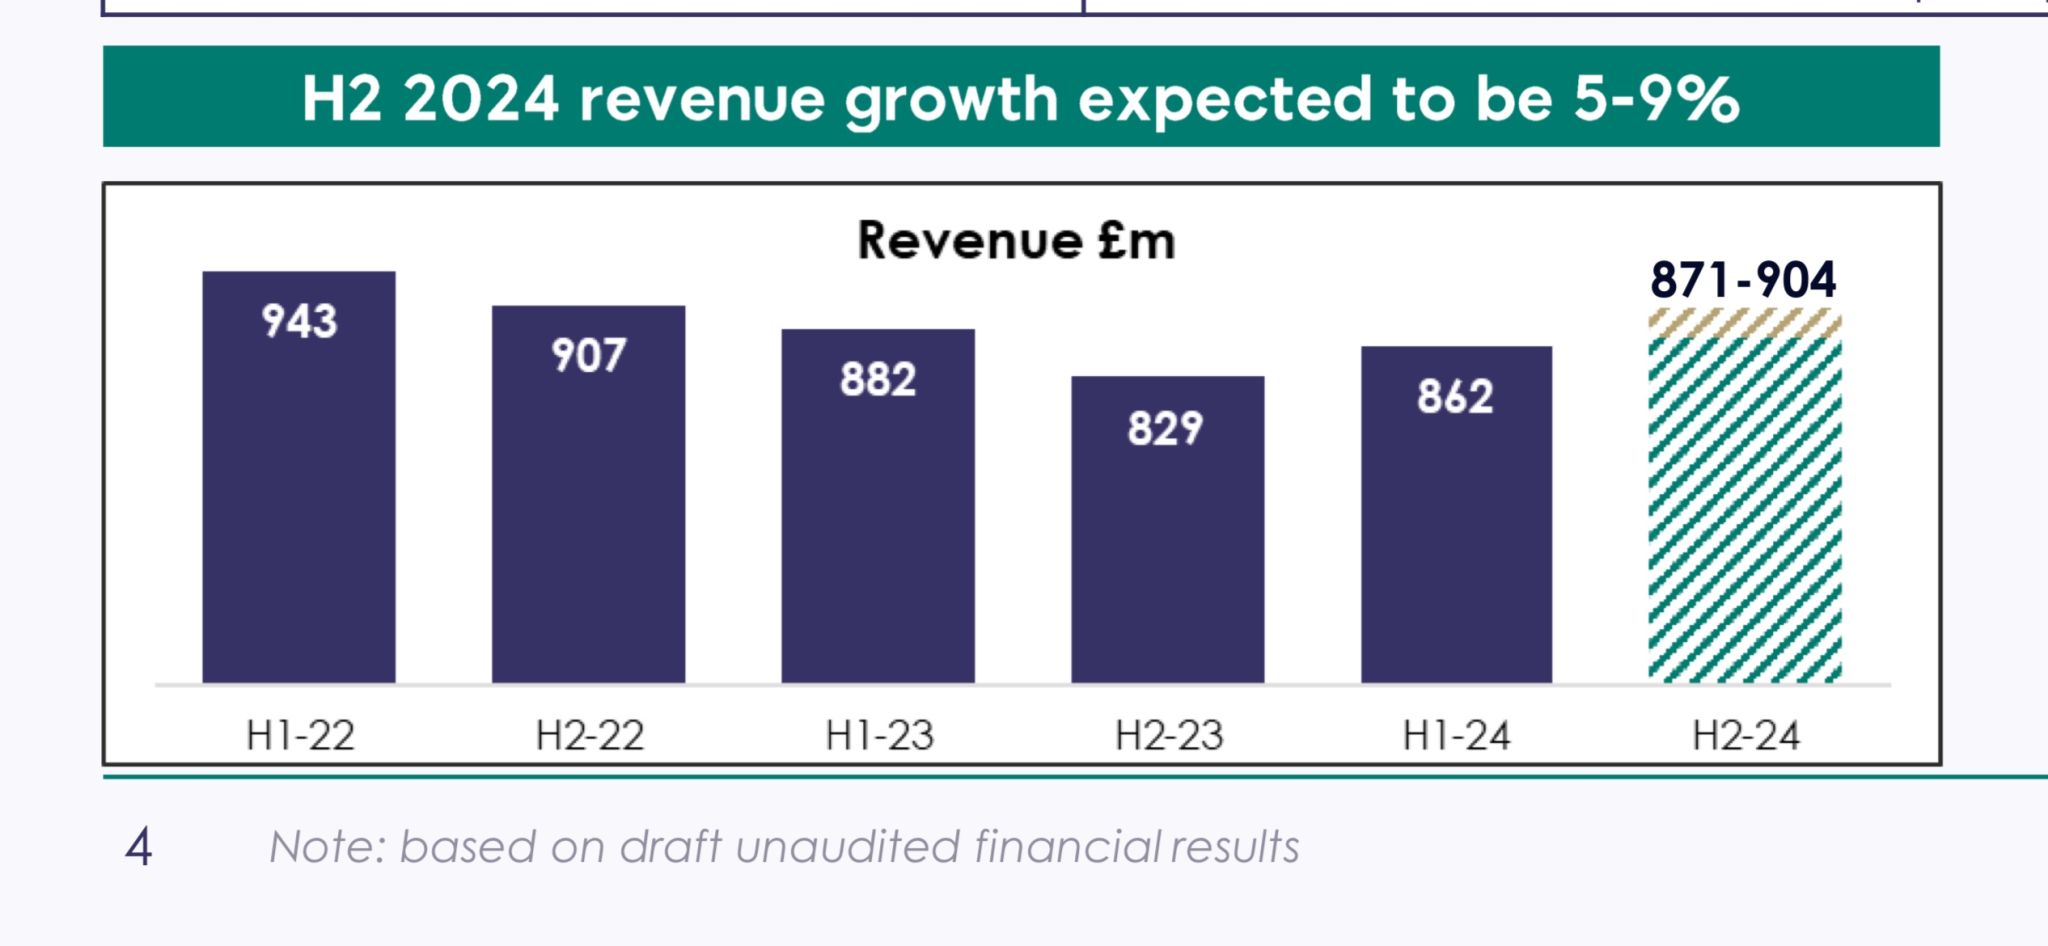 H2 2024 revenue growth expected to be 5-9%
Revenue £m
943
907
882
829
862
871-904
H1-22
H2-22
H1-23
H2-23
H1-24
H2-24
4
Note: based on draft unaudited financial results